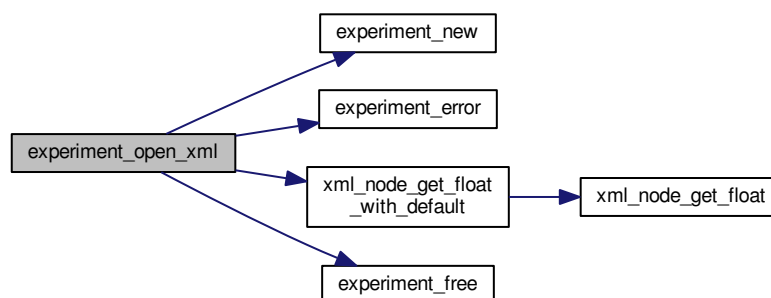 experiment_new
experiment_error
experiment_open_xml
xml_node_get_float
_with_default
xml_node_get_float
experiment_free